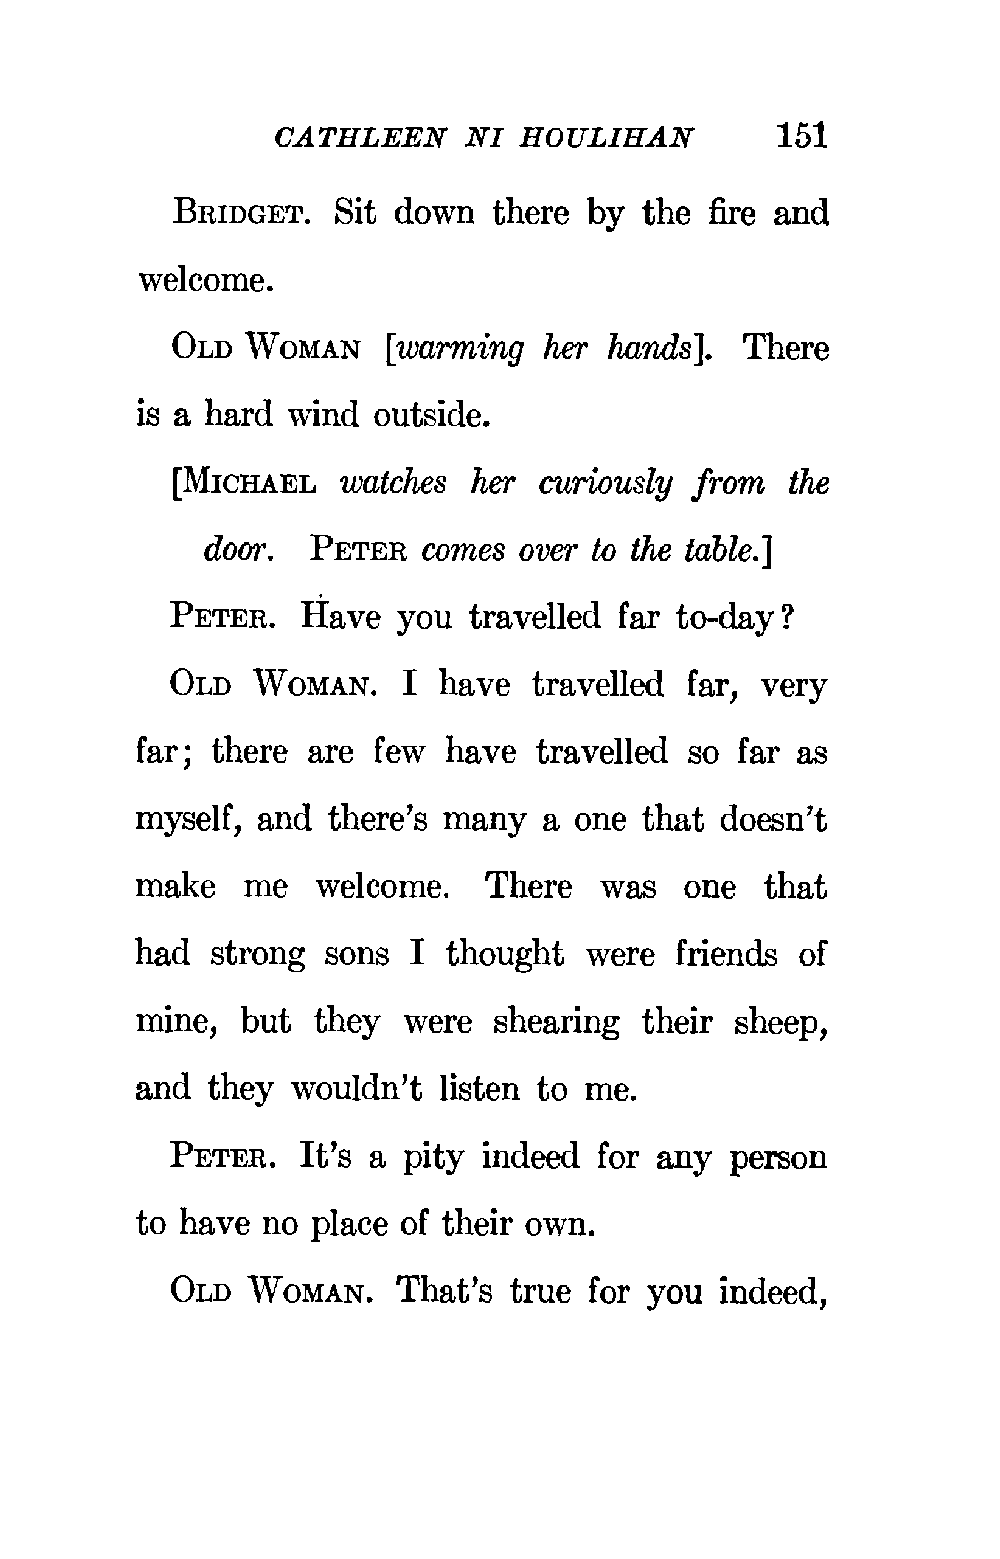 CATHLEEN NI HOULIHAN 151
BRIDGET. Sit down there by the fire and
welcome.
OLD WOMAN [warming her hands]. There
is a hard wind outside.
[MICHAEL watches her curiously from the
door. PETER comes over to the table.]
PETER. Have you travelled far to-day?
OLD WOMAN. I have travelled far, very
far; there are few have travelled so far as
myself, and there's many a one that doesn't
make me welcome. There was one that
had strong sons I thought were friends of
mine, but they were shearing their sheep,
and they wouldn't listen to me.
PETER. It's a pity indeed for any person
to have no place of their own.
OLD WOMAN. That's true for you indeed,